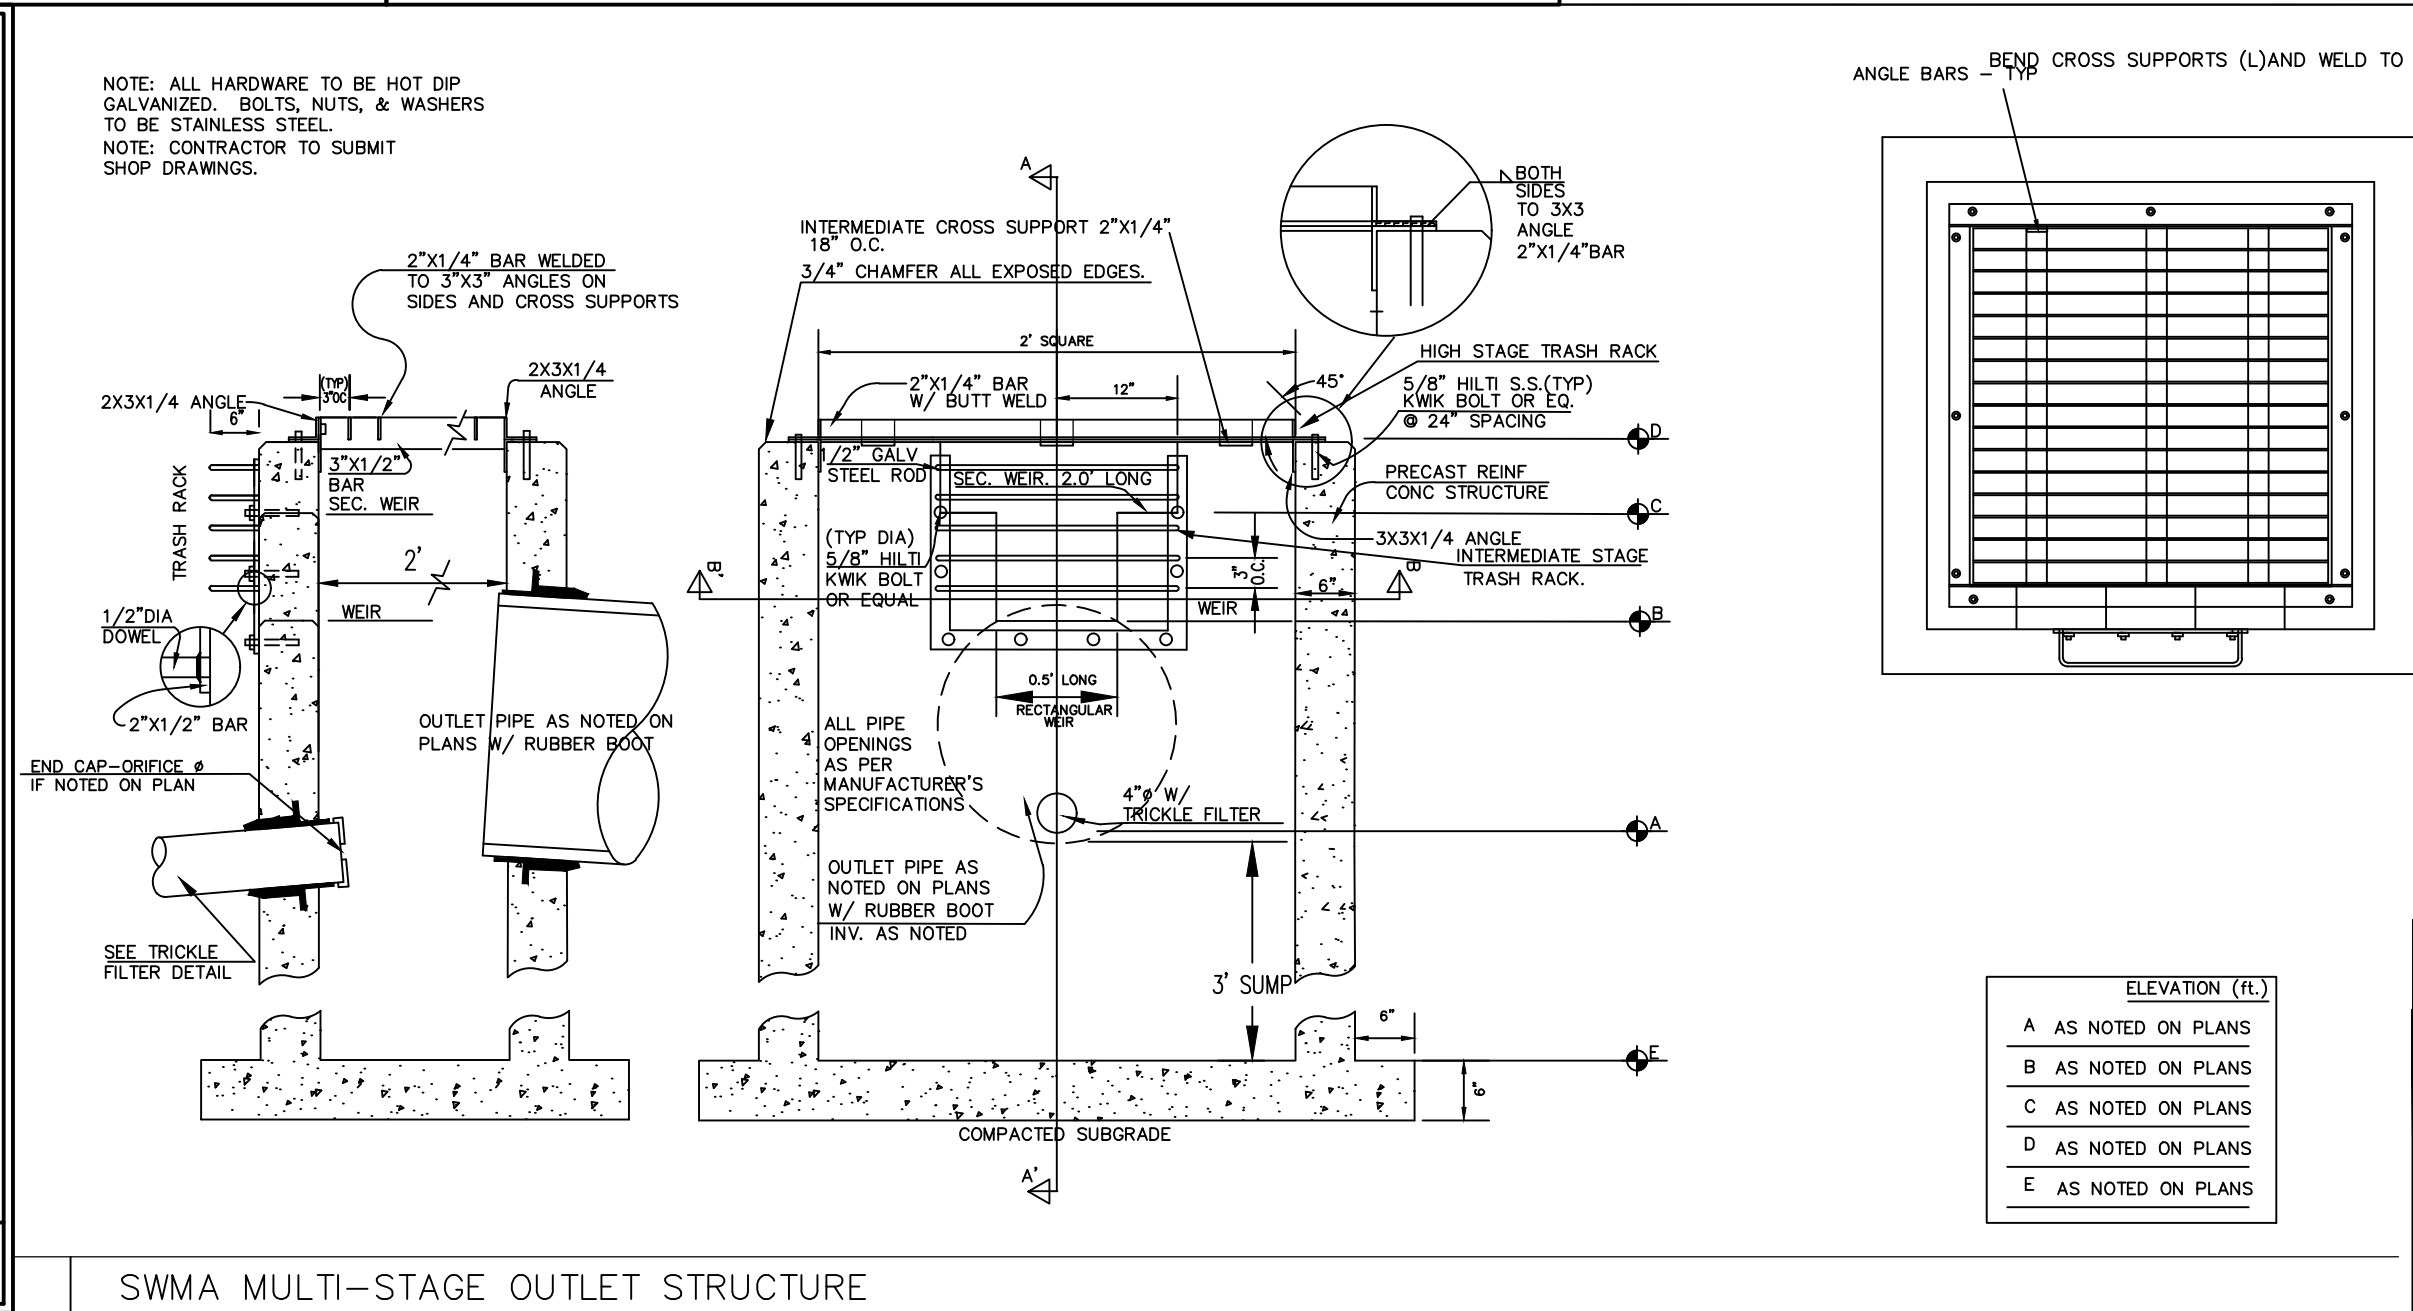 NOTE: ALL HARDWARE TO BE HOT DIP
GALVANIZED. BOLTS, NUTS, & WASHERS
TO BE STAINLESS STEEL.
NOTE: CONTRACTOR TO SUBMIT
SHOP DRAWINGS.
2"X1/4" BAR WELDED
TO 3"X3" ANGLES ON
SIDES AND CROSS SUPPORTS
2X3X1/4 ANGLE
6"
(TYP)
3"OC
2X3X1/4
ANGLE
TRASH RACK
3"X1/2"
BAR
SEC. WEIR
2'
WEIR
1/2"DIA
DOWEL
2"X1/2" BAR
OUTLET PIPE AS NOTED ON
PLANS W/ RUBBER BOOT
END CAP-ORIFICE ø
IF NOTED ON PLAN
SEE TRICKLE
FILTER DETAIL
A
INTERMEDIATE CROSS SUPPORT 2"X1/4"
18" O.C.
3/4" CHAMFER ALL EXPOSED EDGES.
2' SQUARE
2"X1/4" BAR
W/ BUTT WELD
12"
45°
BOTH
SIDES
TO 3X3
ANGLE
2"X1/4"BAR
HIGH STAGE TRASH RACK
5/8" HILTI S.S.(TYP)
KWIK BOLT OR EQ.
@ 24" SPACING
D
1/2" GALV
STEEL ROD
SEC. WEIR. 2.0' LONG
PRECAST REINF
CONC STRUCTURE
C
(TYP DIA)
5/8" HILTI
KWIK BOLT
OR EQUAL
3X3X1/4 ANGLE
INTERMEDIATE STAGE
TRASH RACK.
3"
O.C.
6"
B'
B
WEIR
B
0.5' LONG
RECTANGULAR
WEIR
ALL PIPE
OPENINGS
AS PER
MANUFACTURER'S
SPECIFICATIONS
4"ø W/
TRICKLE FILTER
A
OUTLET PIPE AS
NOTED ON PLANS
W/ RUBBER BOOT
INV. AS NOTED
3' SUMP
6"
E
6"
COMPACTED SUBGRADE
A'
BEND CROSS SUPPORTS (L)AND WELD TO
ANGLE BARS - TYP
ELEVATION (ft.)
A AS NOTED ON PLANS
B AS NOTED ON PLANS
C AS NOTED ON PLANS
D AS NOTED ON PLANS
E AS NOTED ON PLANS
SWMA MULTI-STAGE OUTLET STRUCTURE